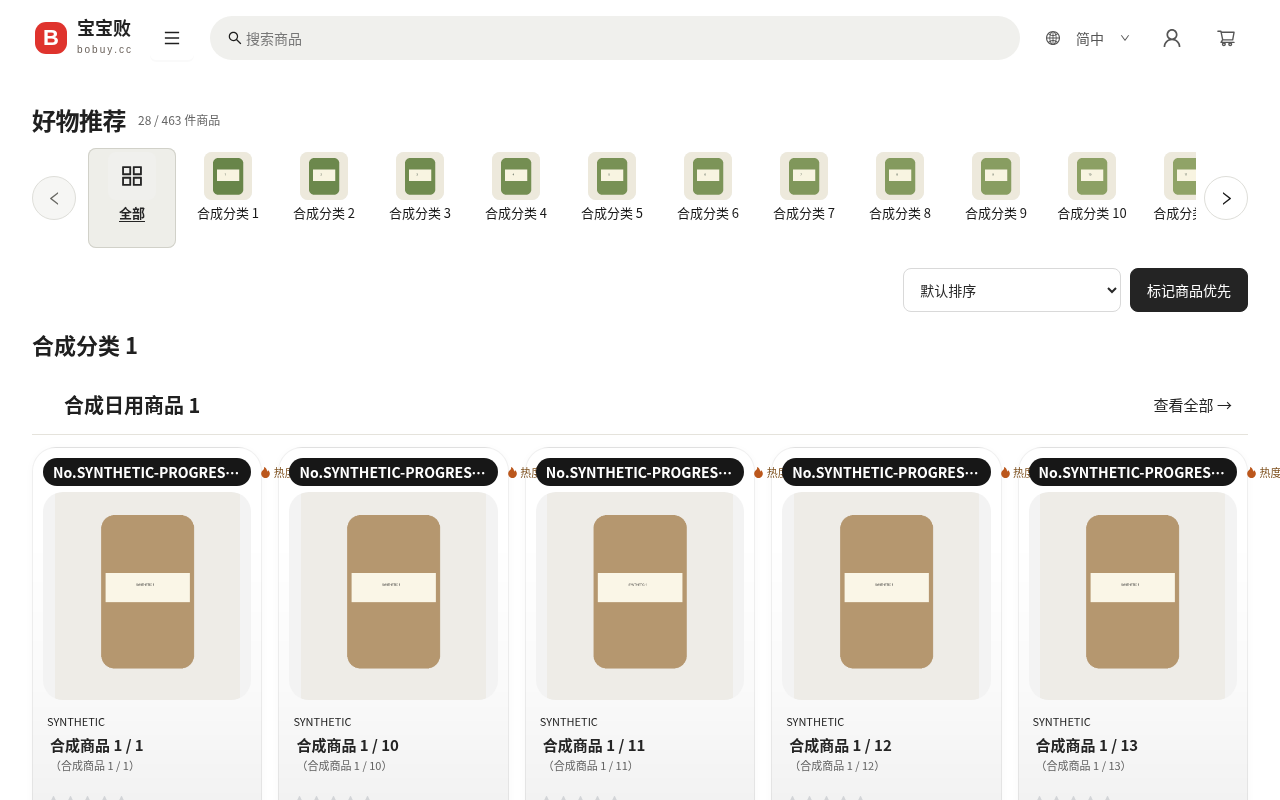 B 宝宝败
bobuy.cc
搜索商品
简中
好物推荐 28 / 463 件商品
全部
合成分类 1
合成分类 2
合成分类 3
合成分类 4
合成分类 5
合成分类 6
合成分类 7
合成分类 8
合成分类 9
合成分类 10
合成分
默认排序
标记商品优先
合成分类 1
合成日用商品 1
查看全部 →
No.SYNTHETIC-PROGRES… 热
No.SYNTHETIC-PROGRES… 热
No.SYNTHETIC-PROGRES… 热
No.SYNTHETIC-PROGRES… 热
No.SYNTHETIC-PROGRES… 热度
SYNTHETIC
合成商品 1 / 1
（合成商品 1 / 1）
SYNTHETIC
合成商品 1 / 10
（合成商品 1 / 10）
SYNTHETIC
合成商品 1 / 11
（合成商品 1 / 11）
SYNTHETIC
合成商品 1 / 12
（合成商品 1 / 12）
SYNTHETIC
合成商品 1 / 13
（合成商品 1 / 13）